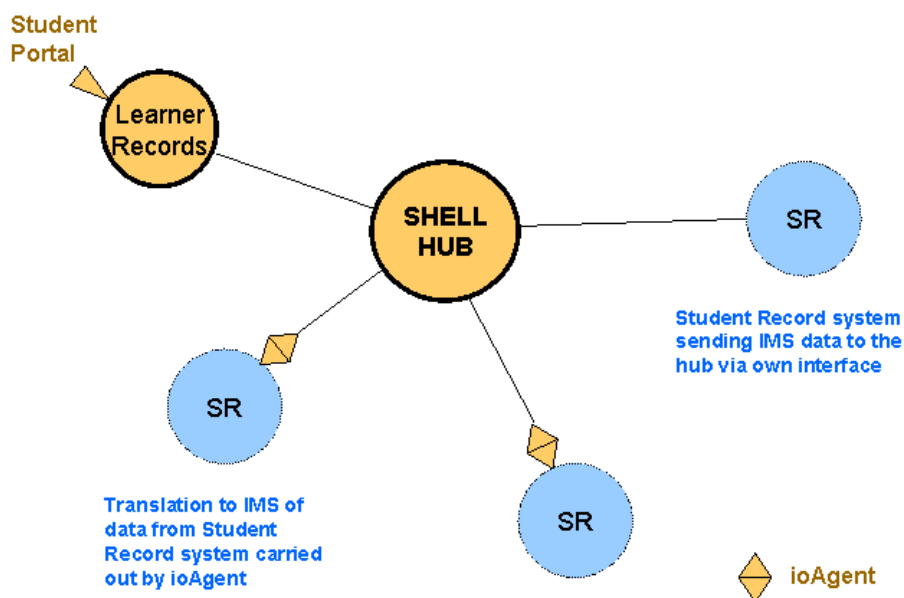 Student
Portal
Learner
Records
SHELL
HUB
SR
Student Record system
sending IMS data to the
hub via own interface
SR
Translation to IMS of
data from Student
Record system carried
out by ioAgent
SR
ioAgent